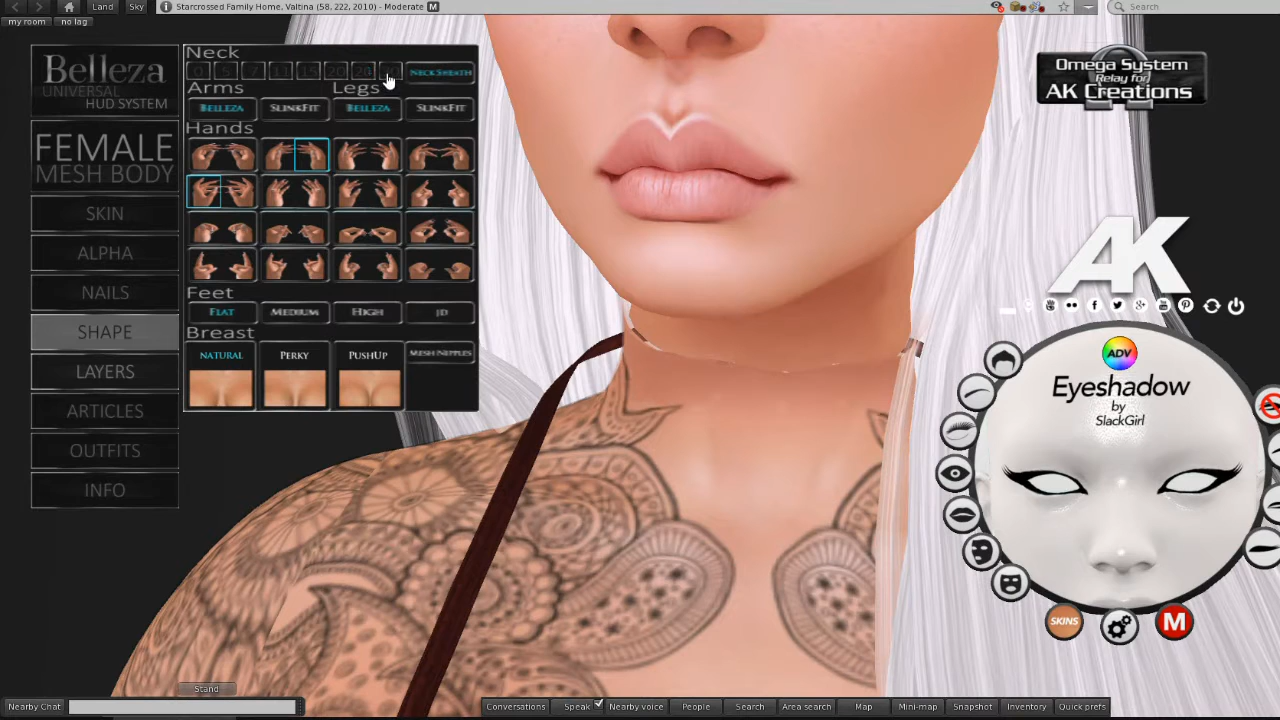 Land
Sky
Starcrossed Family Home, Valtina (58, 222, 2010) - Moderate M
Search
my room
no lag
Belleza
UNIVERSAL
HUD SYSTEM
FEMALE
MESH BODY
SKIN
ALPHA
NAILS
SHAPE
LAYERS
ARTICLES
OUTFITS
INFO
Neck
NECK SHEATH
Arms
Legs
BELLEZA
SLINKFIT
BELLEZA
SLINKFIT
Hands
Feet
FLAT
MEDIUM
HIGH
JD
Breast
NATURAL
PERKY
PUSHUP
MESH NIPPLES
Omega System
Relay for
AK Creations
AK
ADV
Eyeshadow
by
SlackGirl
SKINS
M
Stand
Nearby Chat
Conversations
Speak
Nearby voice
People
Search
Area search
Map
Mini-map
Snapshot
Inventory
Quick prefs